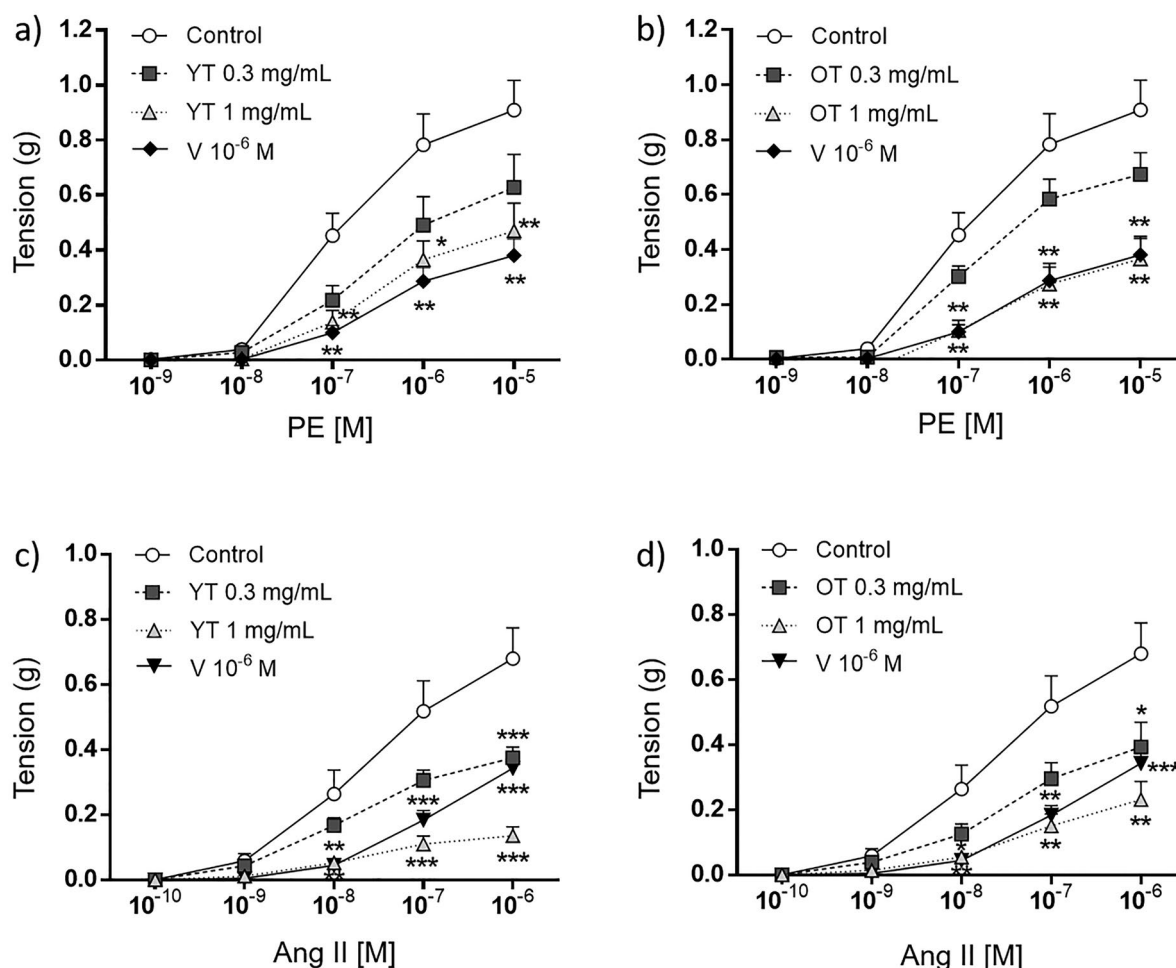 a)
Control
YT 0.3 mg/mL
YT 1 mg/mL
V 10⁻⁶ M
Tension (g)
1.2
1.0
0.8
0.6
0.4
0.2
0.0
**
*
**
**
**
**
10⁻⁹ 10⁻⁸ 10⁻⁷ 10⁻⁶ 10⁻⁵
PE [M]
b)
Control
OT 0.3 mg/mL
OT 1 mg/mL
V 10⁻⁶ M
Tension (g)
1.2
1.0
0.8
0.6
0.4
0.2
0.0
**
**
**
**
**
**
10⁻⁹ 10⁻⁸ 10⁻⁷ 10⁻⁶ 10⁻⁵
PE [M]
c)
Control
YT 0.3 mg/mL
YT 1 mg/mL
V 10⁻⁶ M
Tension (g)
1.0
0.8
0.6
0.4
0.2
0.0
***
***
***
**
***
***
**
10⁻¹⁰ 10⁻⁹ 10⁻⁸ 10⁻⁷ 10⁻⁶
Ang II [M]
d)
Control
OT 0.3 mg/mL
OT 1 mg/mL
V 10⁻⁶ M
Tension (g)
1.0
0.8
0.6
0.4
0.2
0.0
*
***
**
**
*
**
**
10⁻¹⁰ 10⁻⁹ 10⁻⁸ 10⁻⁷ 10⁻⁶
Ang II [M]